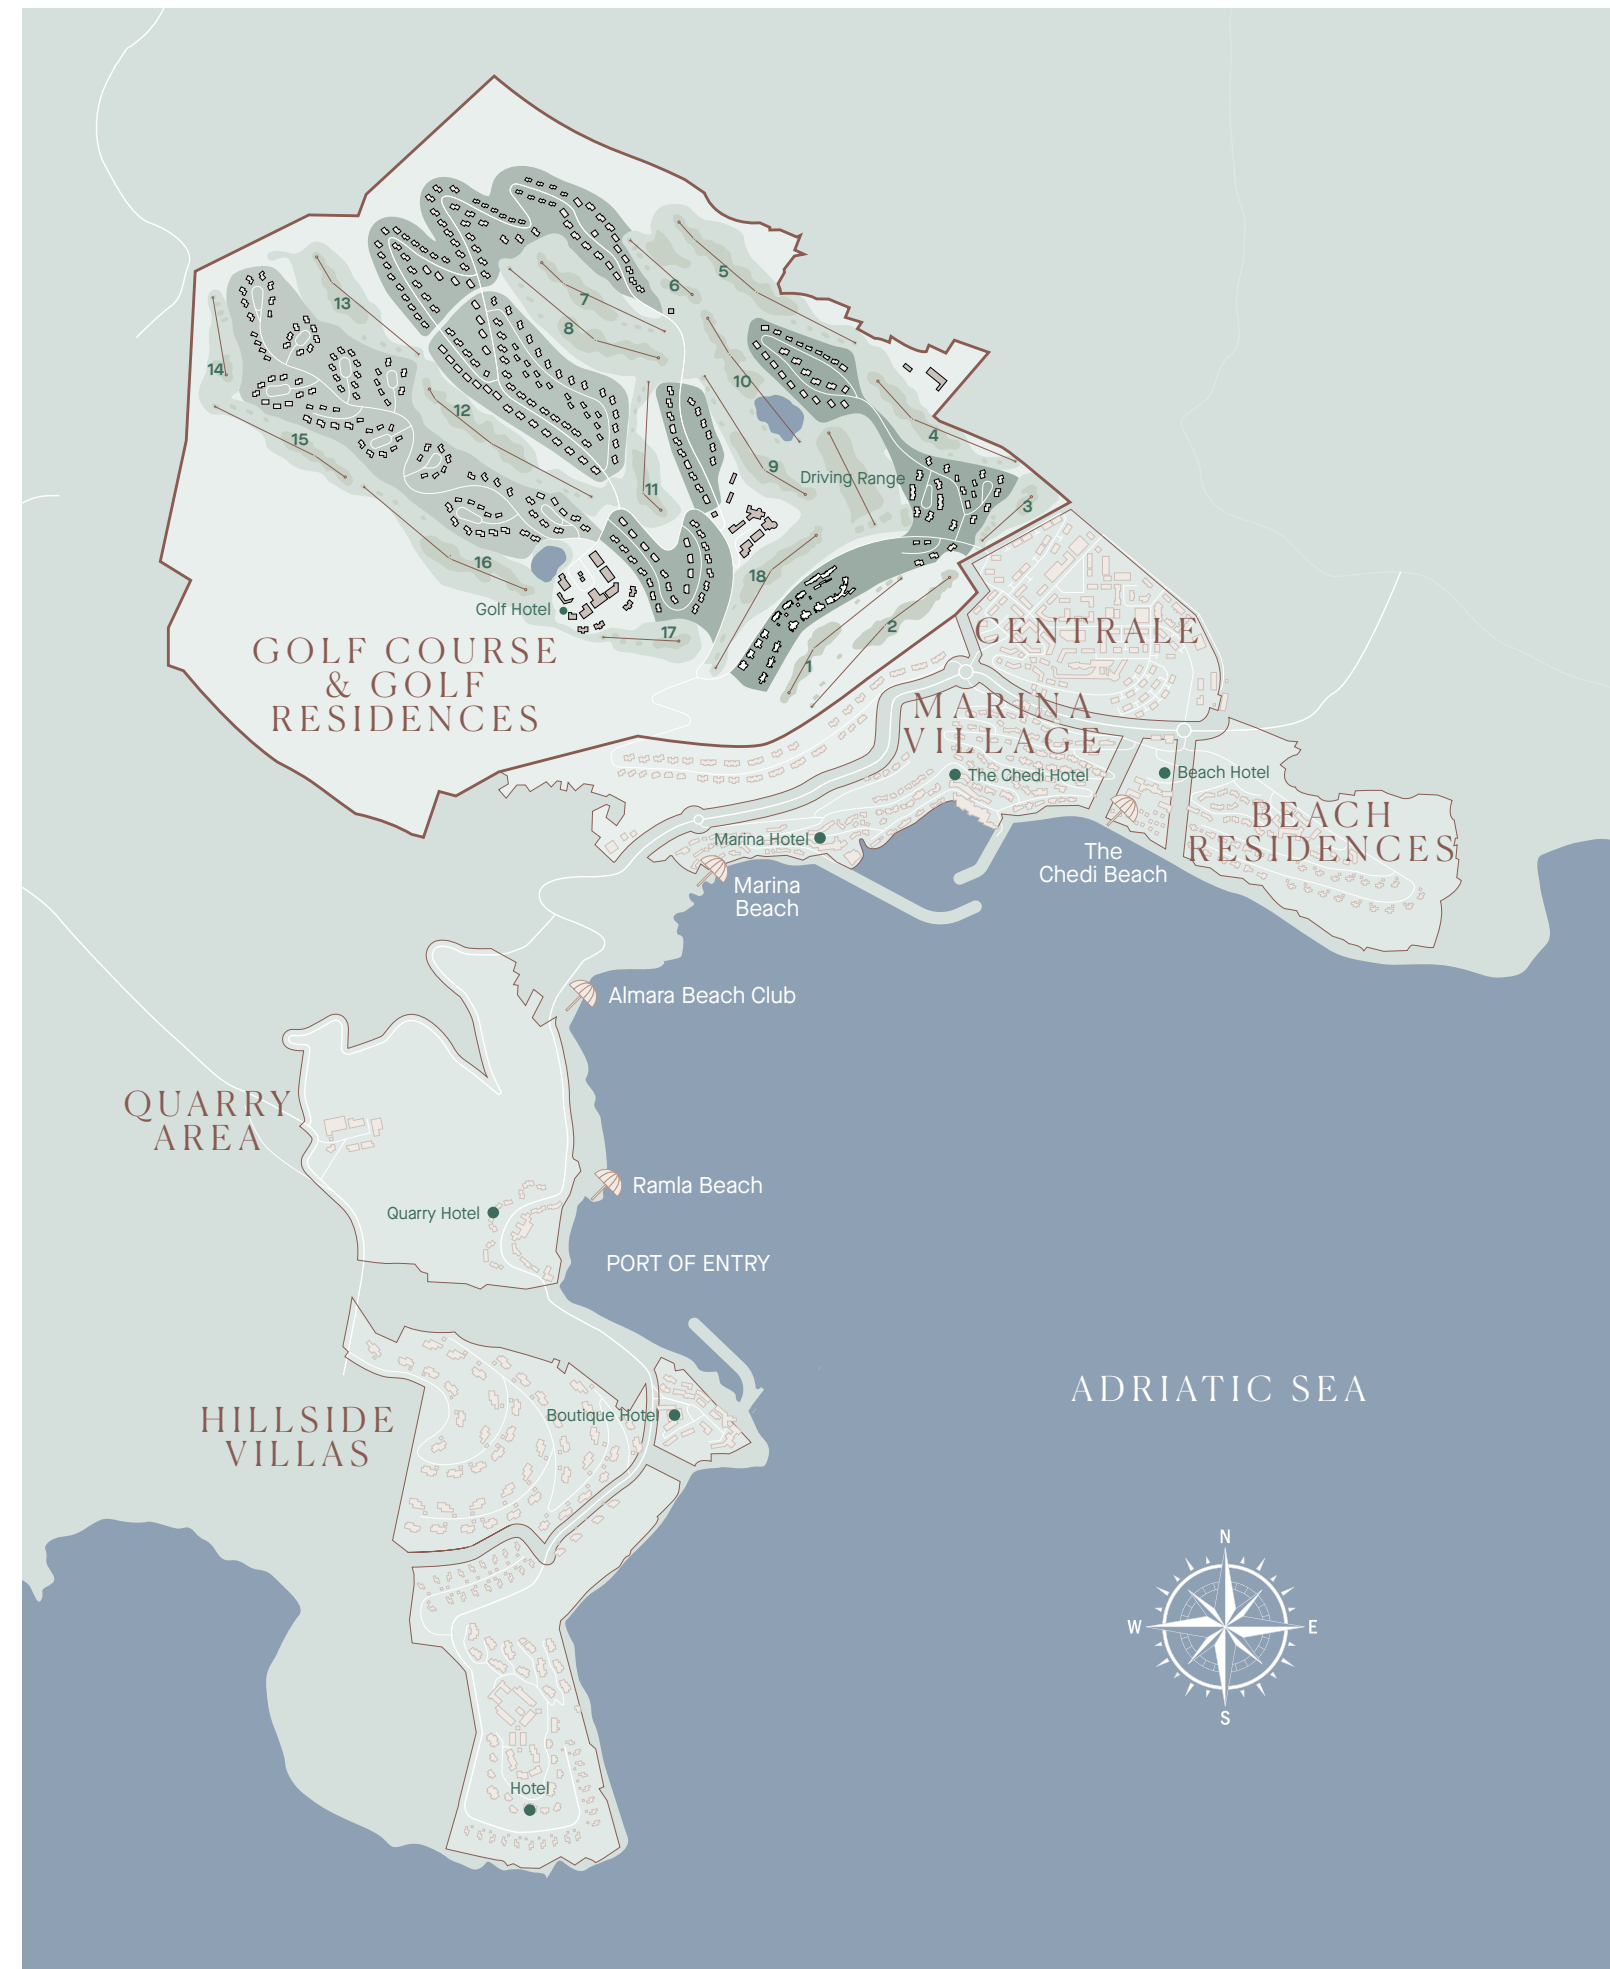 5
6
7
13
8
14
10
12
4
15
9
Driving Range
11
3
16
18
Golf Hotel
2
17
CENTRALE
GOLF COURSE
& GOLF
RESIDENCES
1
MARINA
VILLAGE
The Chedi Hotel
Beach Hotel
BEACH
RESIDENCES
Marina Hotel
The
Chedi Beach
Marina
Beach
Almara Beach Club
QUARRY
AREA
Ramla Beach
Quarry Hotel
PORT OF ENTRY
ADRIATIC SEA
HILLSIDE
VILLAS
Boutique Hotel
N
W
E
S
Hotel